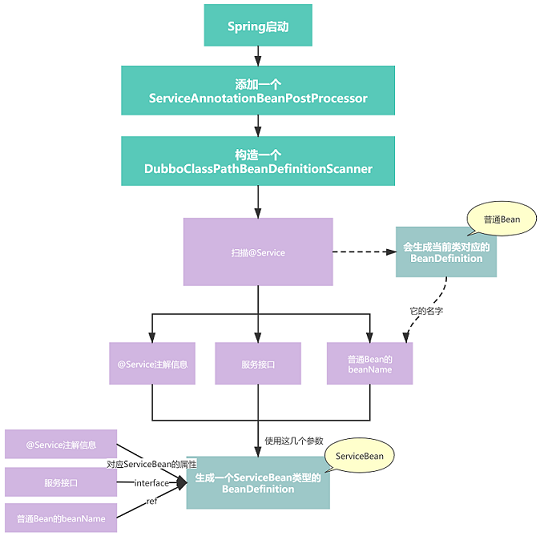 Spring启动
添加一个
ServiceAnnotationBeanPostProcessor
构造一个
DubboClassPathBeanDefinitionScanner
普通Bean
扫描@Service
会生成当前类对应的
BeanDefinition
它的名字
@Service注解信息
服务接口
普通Bean的
beanName
使用这几个参数
@Service注解信息
对应ServiceBean的属性
ServiceBean
服务接口
interface
生成一个ServiceBean类型的
BeanDefinition
ref
普通Bean的beanName